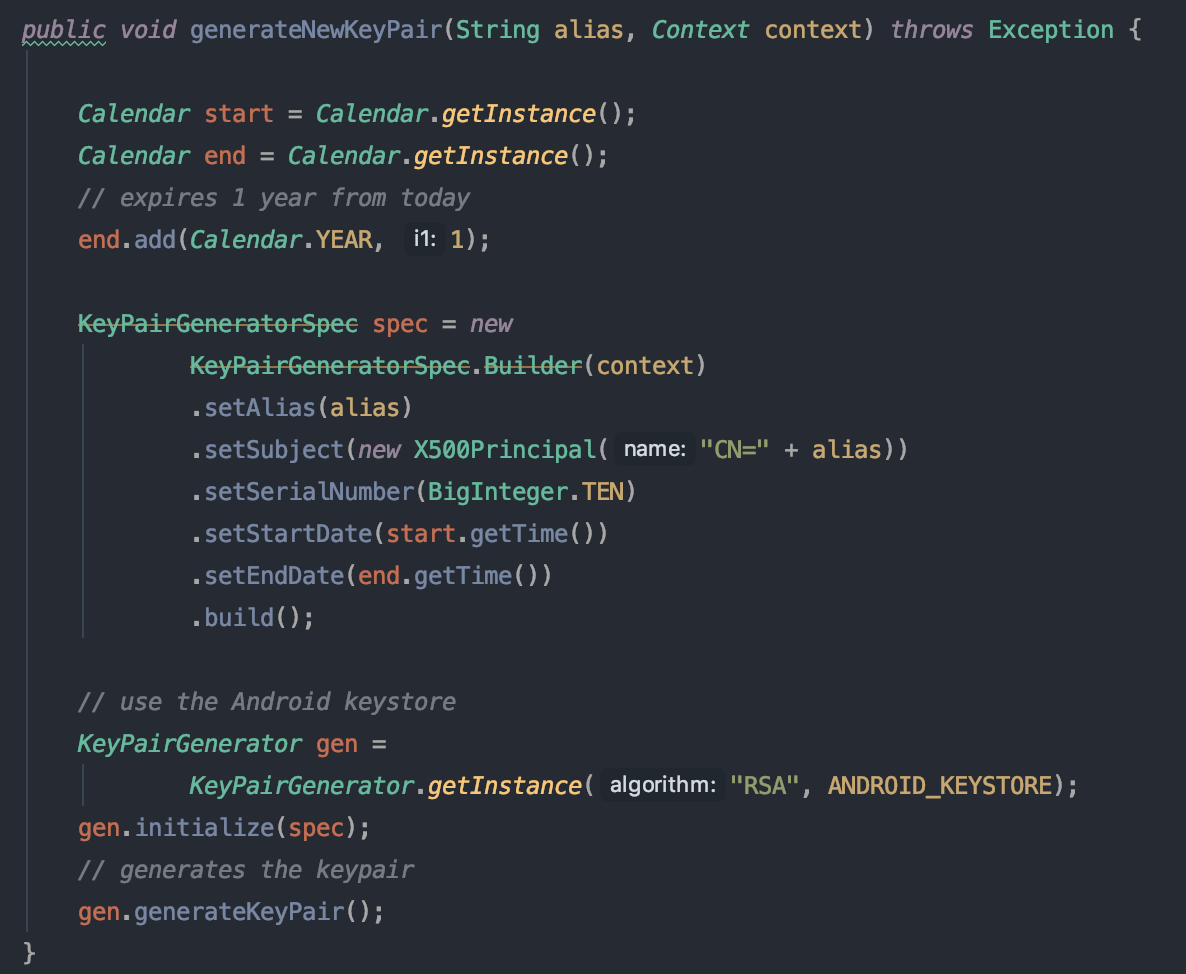 public void generateNewKeyPair(String alias, Context context) throws Exception {
Calendar start = Calendar.getInstance();
Calendar end = Calendar.getInstance();
// expires 1 year from today
end.add(Calendar.YEAR, i1: 1);
KeyPairGeneratorSpec spec = new
KeyPairGeneratorSpec.Builder(context)
.setAlias(alias)
.setSubject(new X500Principal( name: "CN=" + alias))
.setSerialNumber(BigInteger.TEN)
.setStartDate(start.getTime())
.setEndDate(end.getTime())
.build();
// use the Android keystore
KeyPairGenerator gen =
KeyPairGenerator.getInstance( algorithm: "RSA", ANDROID_KEYSTORE);
gen.initialize(spec);
// generates the keypair
gen.generateKeyPair();
}